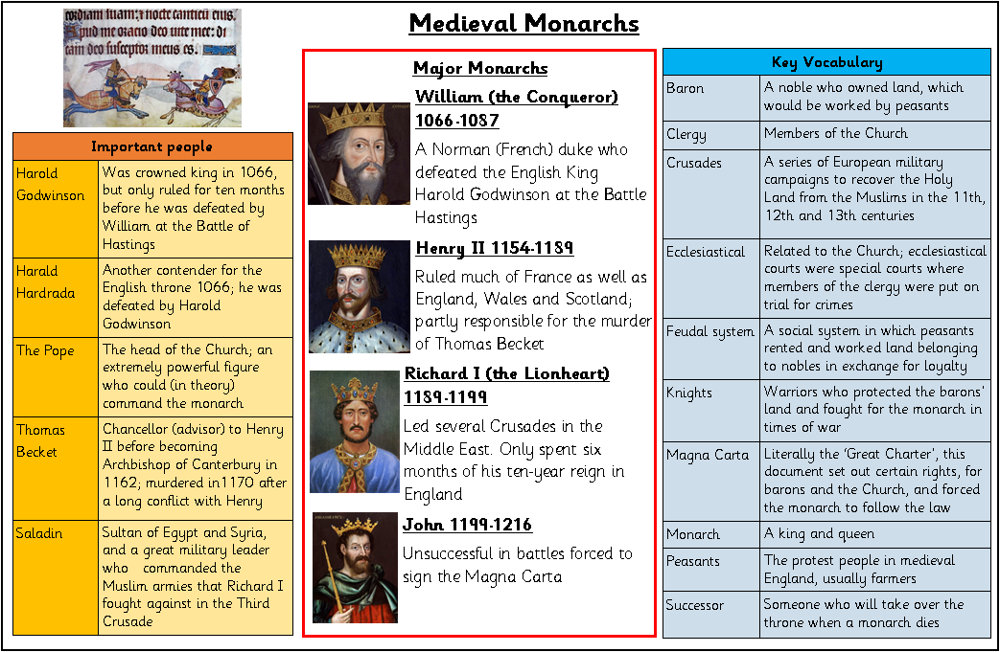 cordiam suam: ⁊ nocte canticū eius.
Apud me oracio deo uite mee: di
cam deo susceptor meus es.
Medieval Monarchs
Important people
Harold
Godwinson
Was crowned king in 1066,
but only ruled for ten months
before he was defeated by
William at the Battle of
Hastings
Harald
Hardrada
Another contender for the
English throne 1066; he was
defeated by Harold
Godwinson
The Pope
The head of the Church; an
extremely powerful figure
who could (in theory)
command the monarch
Thomas
Becket
Chancellor (advisor) to Henry
II before becoming
Archbishop of Canterbury in
1162; murdered in1170 after
a long conflict with Henry
Saladin
Sultan of Egypt and Syria,
and a great military leader
who commanded the
Muslim armies that Richard I
fought against in the Third
Crusade
Major Monarchs
William (the Conqueror)
1066-1087
A Norman (French) duke who
defeated the English King
Harold Godwinson at the Battle
Hastings
Henry II 1154-1189
Ruled much of France as well as
England, Wales and Scotland;
partly responsible for the murder
of Thomas Becket
Richard I (the Lionheart)
1189-1199
Led several Crusades in the
Middle East. Only spent six
months of his ten-year reign in
England
John 1199-1216
Unsuccessful in battles forced to
sign the Magna Carta
Key Vocabulary
Baron
A noble who owned land, which
would be worked by peasants
Clergy
Members of the Church
Crusades
A series of European military
campaigns to recover the Holy
Land from the Muslims in the 11th,
12th and 13th centuries
Ecclesiastical
Related to the Church; ecclesiastical
courts were special courts where
members of the clergy were put on
trial for crimes
Feudal system
A social system in which peasants
rented and worked land belonging
to nobles in exchange for loyalty
Knights
Warriors who protected the barons'
land and fought for the monarch in
times of war
Magna Carta
Literally the 'Great Charter', this
document set out certain rights, for
barons and the Church, and forced
the monarch to follow the law
Monarch
A king and queen
Peasants
The protest people in medieval
England, usually farmers
Successor
Someone who will take over the
throne when a monarch dies